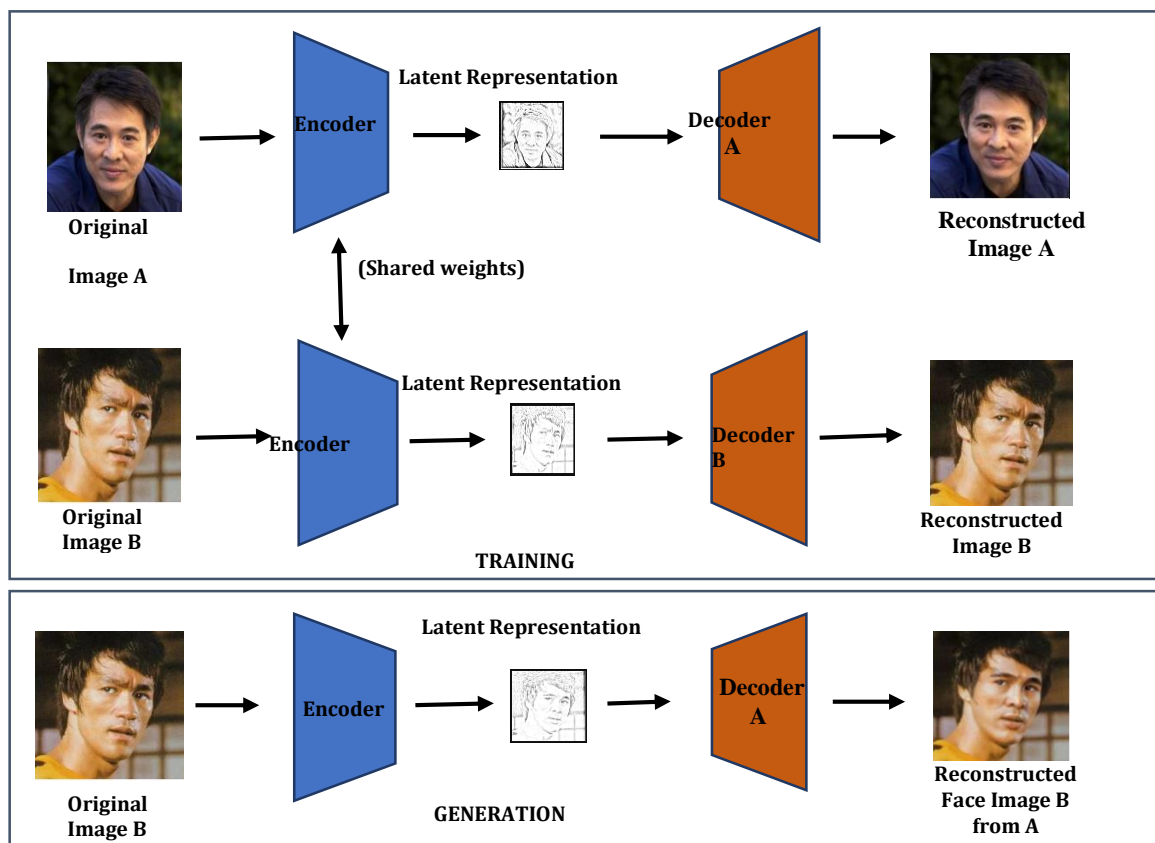 Latent Representation
Encoder
Decoder
A
Original
Image A
Reconstructed
Image A
(Shared weights)
Latent Representation
Encoder
Decoder
B
Original
Image B
Reconstructed
Image B
TRAINING
Latent Representation
Encoder
Decoder
A
Original
Image B
Reconstructed
Face Image B
from A
GENERATION